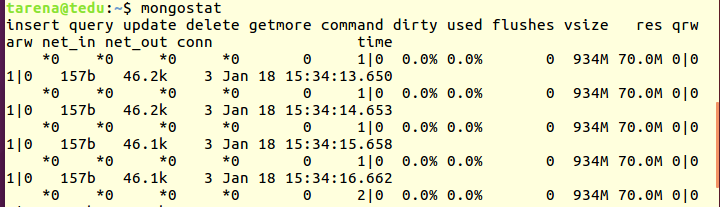 tarena@tedu:~$ mongostat
insert query update delete getmore command dirty used flushes vsize res qrw
arw net_in net_out conn time
*0 *0 *0 *0 0 1|0 0.0% 0.0% 0 934M 70.0M 0|0
1|0 157b 46.2k 3 Jan 18 15:34:13.650
*0 *0 *0 *0 0 1|0 0.0% 0.0% 0 934M 70.0M 0|0
1|0 157b 46.2k 3 Jan 18 15:34:14.653
*0 *0 *0 *0 0 1|0 0.0% 0.0% 0 934M 70.0M 0|0
1|0 157b 46.1k 3 Jan 18 15:34:15.658
*0 *0 *0 *0 0 1|0 0.0% 0.0% 0 934M 70.0M 0|0
1|0 157b 46.1k 3 Jan 18 15:34:16.662
*0 *0 *0 *0 0 2|0 0.0% 0.0% 0 934M 70.0M 0|0